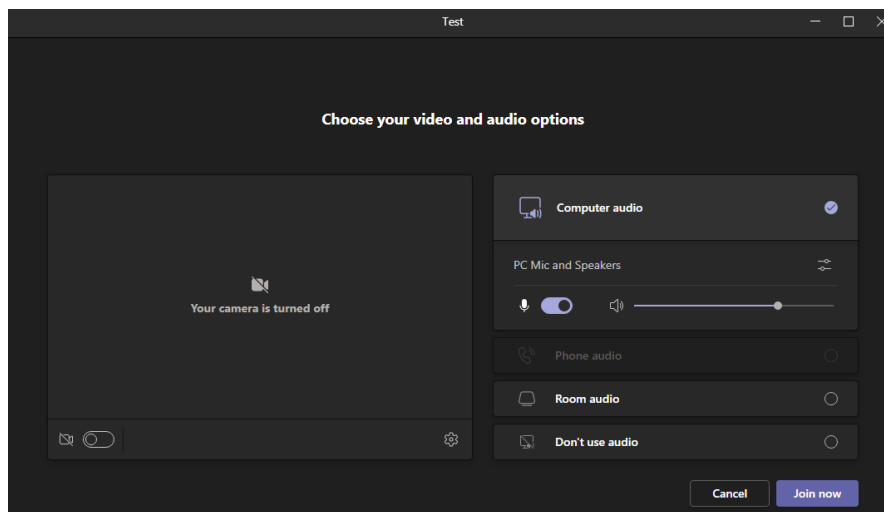 Test
Choose your video and audio options
Your camera is turned off
Computer audio
PC Mic and Speakers
Phone audio
Room audio
Don't use audio
Cancel
Join now